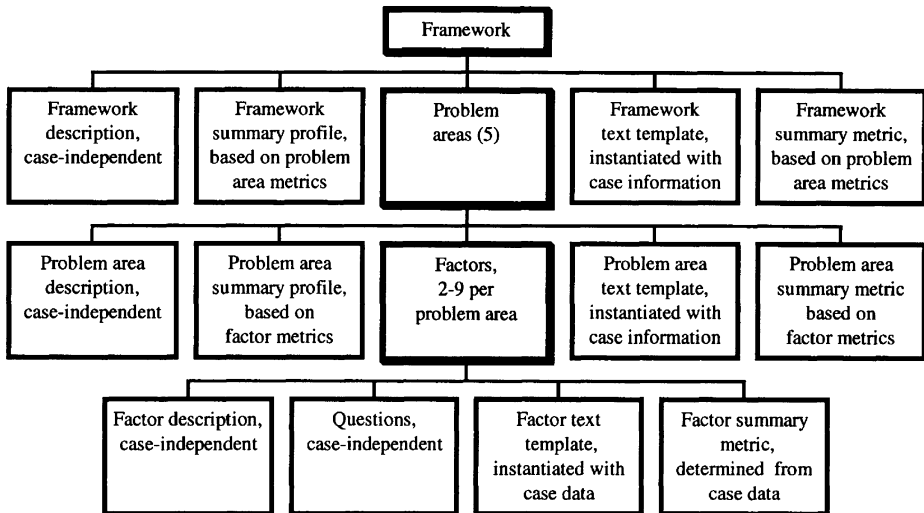 Framework
Framework
description,
case-independent
Framework
summary profile,
based on problem
area metrics
Problem
areas (5)
Framework
text template,
instantiated with
case information
Framework
summary metric,
based on problem
area metrics
Problem area
description,
case-independent
Problem area
summary profile,
based on
factor metrics
Factors,
2-9 per
problem area
Problem area
text template,
instantiated with
case information
Problem area
summary metric
based on
factor metrics
Factor description,
case-independent
Questions,
case-independent
Factor text
template,
instantiated with
case data
Factor summary
metric,
determined from
case data